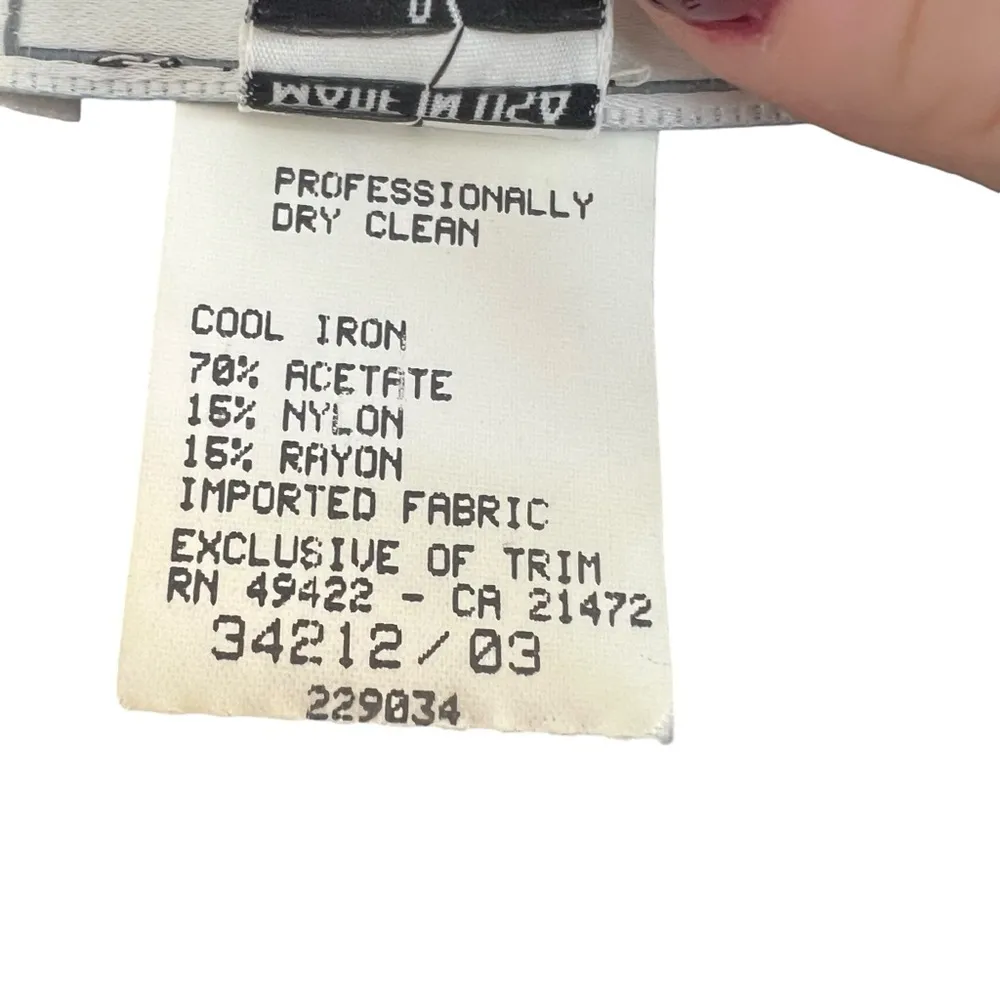 MADE IN USA
PROFESSIONALLY
DRY CLEAN
COOL IRON
70% ACETATE
15% NYLON
15% RAYON
IMPORTED FABRIC
EXCLUSIVE OF TRIM
RN 49422 - CA 21472
34212/03
229034